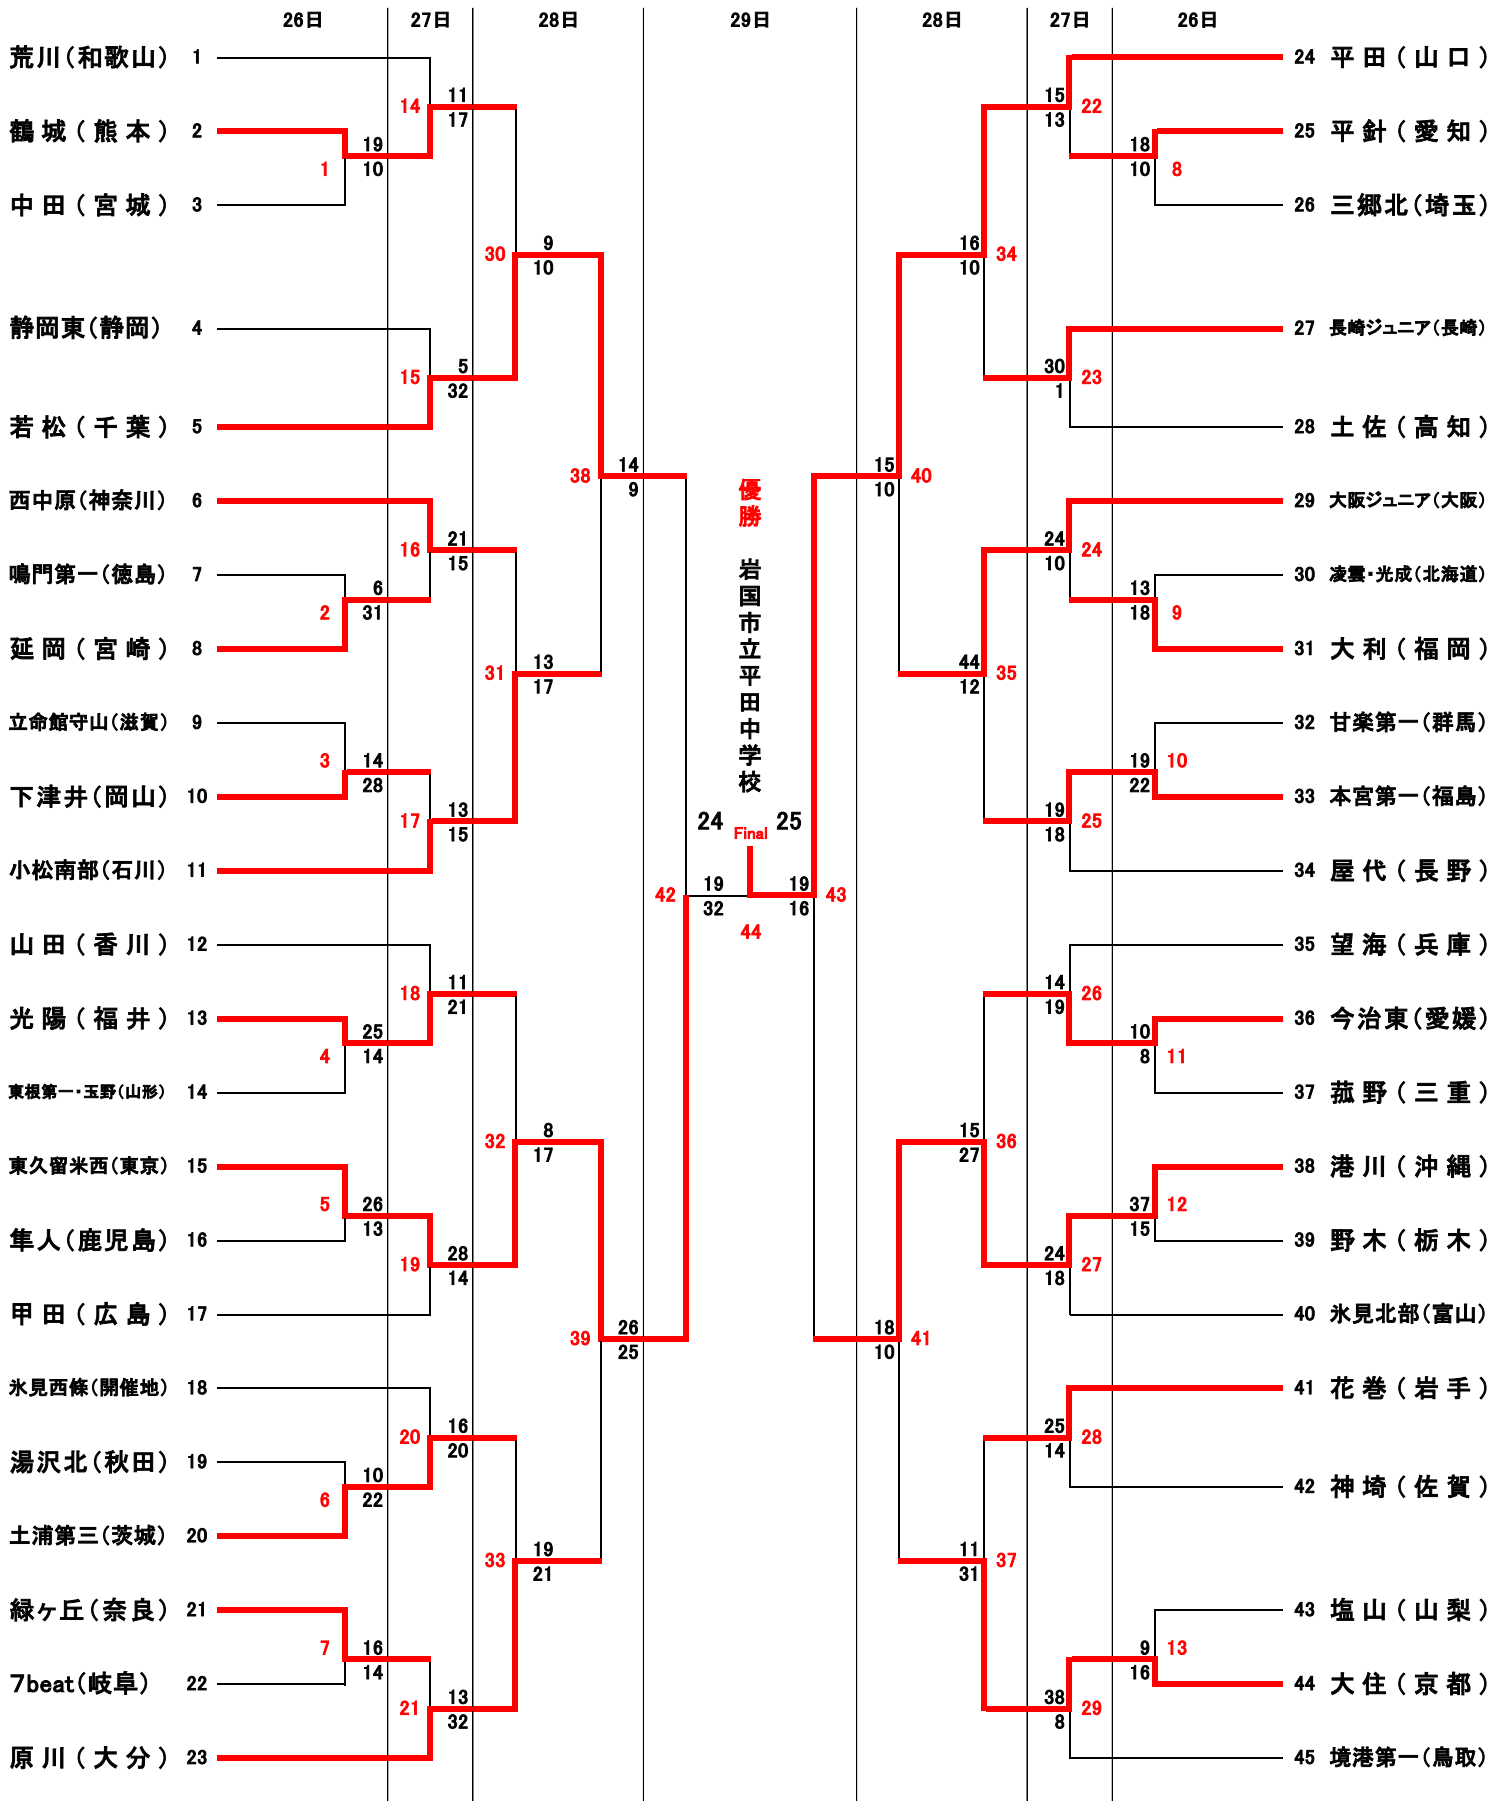 26日 27日 28日 29日 28日 27日 26日
荒川(和歌山) 1
鶴城(熊本) 2
中田(宮城) 3
静岡東(静岡) 4
若松(千葉) 5
西中原(神奈川) 6
鳴門第一(徳島) 7
延岡(宮崎) 8
立命館守山(滋賀) 9
下津井(岡山) 10
小松南部(石川) 11
山田(香川) 12
光陽(福井) 13
東根第一・玉野(山形) 14
東久留米西(東京) 15
隼人(鹿児島) 16
甲田(広島) 17
氷見西條(開催地) 18
湯沢北(秋田) 19
土浦第三(茨城) 20
緑ヶ丘(奈良) 21
7beat(岐阜) 22
原川(大分) 23
1
19
10
2
6
31
3
14
28
4
25
14
5
26
13
6
10
22
7
16
14
14
11
17
15
5
32
16
21
15
17
13
15
18
11
21
19
28
14
20
16
20
21
13
32
30
9
10
31
13
17
32
8
17
33
19
21
38
14
9
39
26
25
42
19
32
優勝
岩国市立平田中学校
24 Final 25
44
19
16
43
15
10
40
18
10
41
16
10
34
44
12
35
15
27
36
11
31
37
15
13
22
30
1
23
24
10
24
19
18
25
14
19
26
24
18
27
25
14
28
38
8
29
18
10
8
13
18
9
19
22
10
10
8
11
37
15
12
9
16
13
24 平田(山口)
25 平針(愛知)
26 三郷北(埼玉)
27 長崎ジュニア(長崎)
28 土佐(高知)
29 大阪ジュニア(大阪)
30 凌雲・光成(北海道)
31 大利(福岡)
32 甘楽第一(群馬)
33 本宮第一(福島)
34 屋代(長野)
35 望海(兵庫)
36 今治東(愛媛)
37 菰野(三重)
38 港川(沖縄)
39 野木(栃木)
40 氷見北部(富山)
41 花巻(岩手)
42 神埼(佐賀)
43 塩山(山梨)
44 大住(京都)
45 境港第一(鳥取)